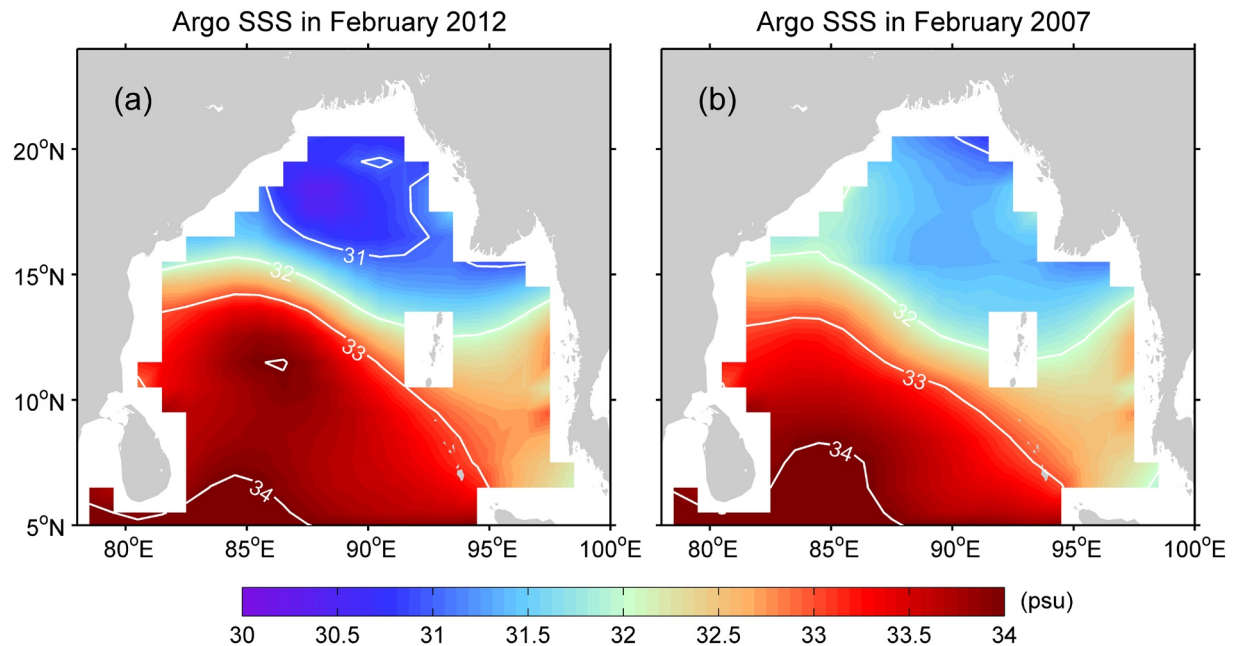 Argo SSS in February 2012
Argo SSS in February 2007
(a)
(b)
20°N
15°N
10°N
5°N
31
32
33
34
32
33
34
80°E
85°E
90°E
95°E
100°E
80°E
85°E
90°E
95°E
100°E
30
30.5
31
31.5
32
32.5
33
33.5
34
(psu)